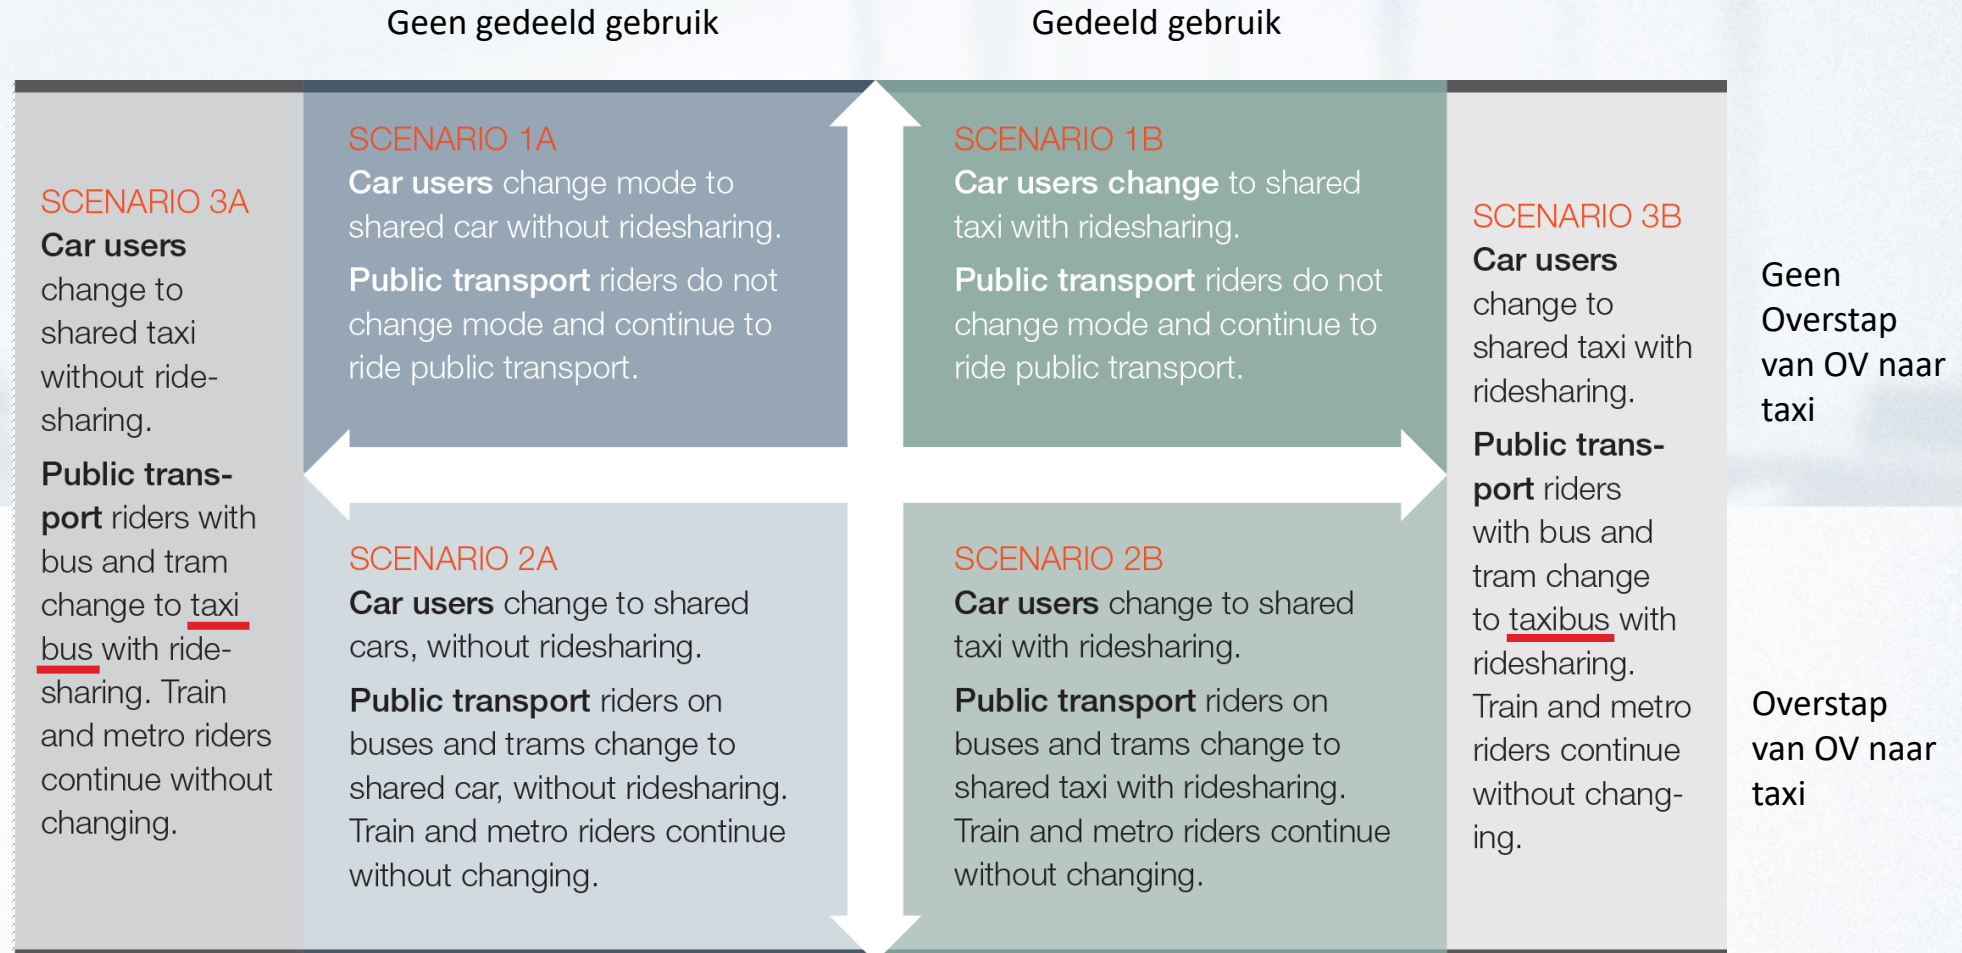 Geen gedeeld gebruik
Gedeeld gebruik
SCENARIO 3A
Car users
change to
shared taxi
without ride-
sharing.
Public trans-
port riders with
bus and tram
change to taxi
bus with ride-
sharing. Train
and metro riders
continue without
changing.
SCENARIO 1A
Car users change mode to
shared car without ridesharing.
Public transport riders do not
change mode and continue to
ride public transport.
SCENARIO 1B
Car users change to shared
taxi with ridesharing.
Public transport riders do not
change mode and continue to
ride public transport.
SCENARIO 2A
Car users change to shared
cars, without ridesharing.
Public transport riders on
buses and trams change to
shared car, without ridesharing.
Train and metro riders continue
without changing.
SCENARIO 2B
Car users change to shared
taxi with ridesharing.
Public transport riders on
buses and trams change to
shared taxi with ridesharing.
Train and metro riders continue
without changing.
SCENARIO 3B
Car users
change to
shared taxi with
ridesharing.
Public trans-
port riders
with bus and
tram change
to taxibus with
ridesharing.
Train and metro
riders continue
without chang-
ing.
Geen
Overstap
van OV naar
taxi
Overstap
van OV naar
taxi